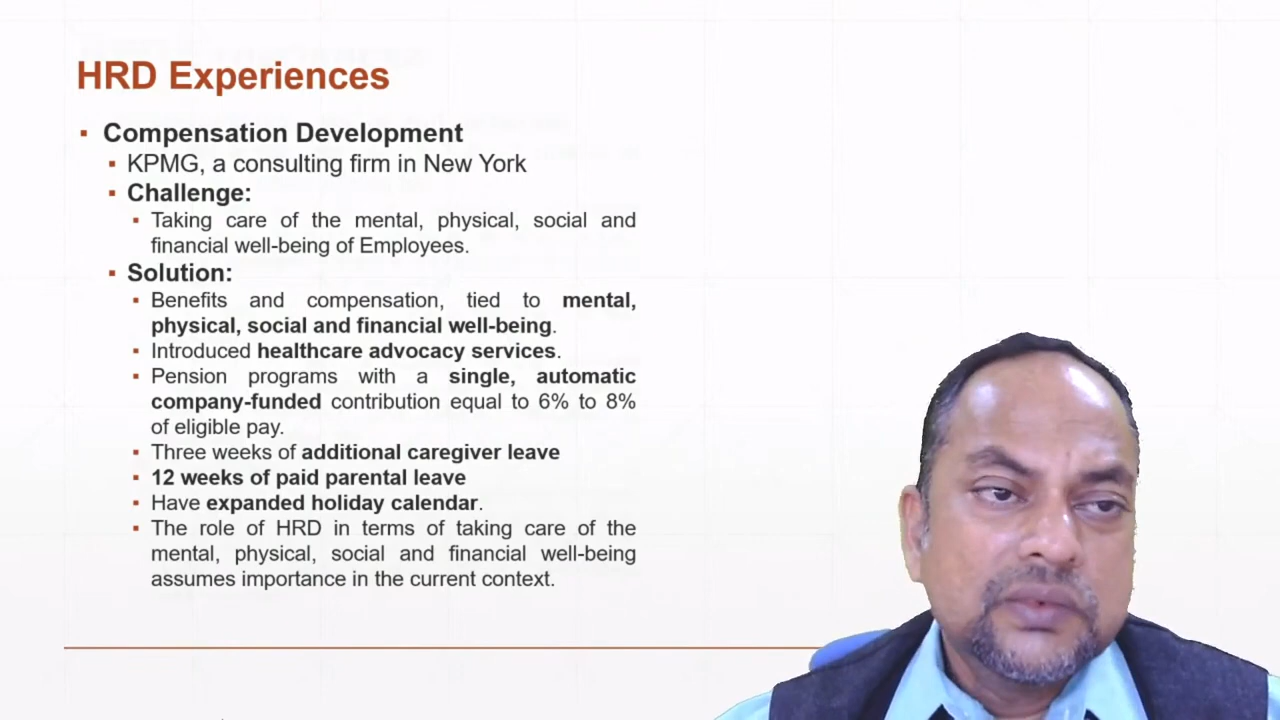 HRD Experiences
▪ Compensation Development
▪ KPMG, a consulting firm in New York
▪ Challenge:
▪ Taking care of the mental, physical, social and
financial well-being of Employees.
▪ Solution:
▪ Benefits and compensation, tied to mental,
physical, social and financial well-being.
▪ Introduced healthcare advocacy services.
▪ Pension programs with a single, automatic
company-funded contribution equal to 6% to 8%
of eligible pay.
▪ Three weeks of additional caregiver leave
▪ 12 weeks of paid parental leave
▪ Have expanded holiday calendar.
▪ The role of HRD in terms of taking care of the
mental, physical, social and financial well-being
assumes importance in the current context.